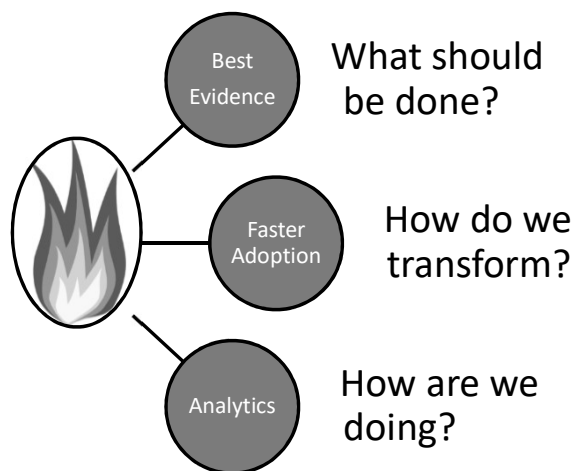 Best
Evidence
What should
be done?
Faster
Adoption
How do we
transform?
Analytics
How are we
doing?